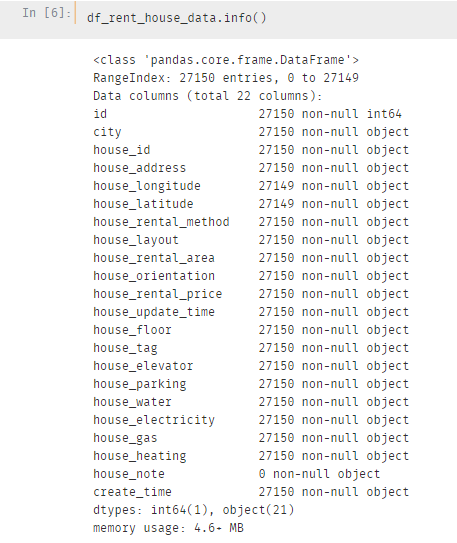 In [6]: df_rent_house_data.info()
<class 'pandas.core.frame.DataFrame'>
RangeIndex: 27150 entries, 0 to 27149
Data columns (total 22 columns):
id                      27150 non-null int64
city                    27150 non-null object
house_id                27150 non-null object
house_address           27150 non-null object
house_longitude         27149 non-null object
house_latitude          27149 non-null object
house_rental_method     27150 non-null object
house_layout            27150 non-null object
house_rental_area       27150 non-null object
house_orientation       27150 non-null object
house_rental_price      27150 non-null object
house_update_time       27150 non-null object
house_floor             27150 non-null object
house_tag               27150 non-null object
house_elevator          27150 non-null object
house_parking           27150 non-null object
house_water             27150 non-null object
house_electricity       27150 non-null object
house_gas               27150 non-null object
house_heating           27150 non-null object
house_note              0 non-null object
create_time             27150 non-null object
dtypes: int64(1), object(21)
memory usage: 4.6+ MB